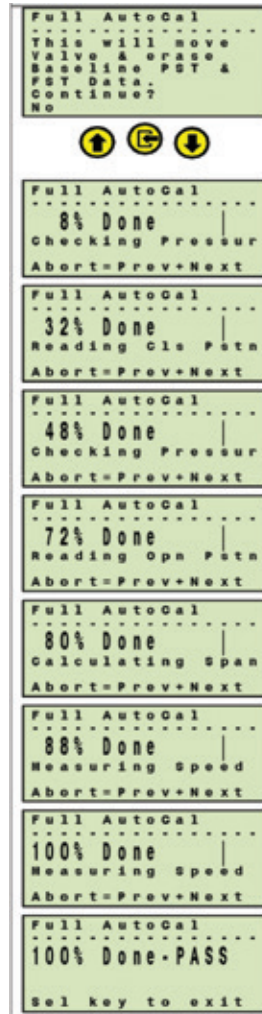 Full AutoCal
This will move
Valve & erase
Baseline PST &
FST Data.
Continue?
No
Full AutoCal
8% Done |
Checking Pressur
Abort=Prev+Next
Full AutoCal
32% Done |
Reading Cls Pstn
Abort=Prev+Next
Full AutoCal
48% Done |
Checking Pressur
Abort=Prev+Next
Full AutoCal
72% Done |
Reading Opn Pstn
Abort=Prev+Next
Full AutoCal
80% Done |
Calculating Span
Abort=Prev+Next
Full AutoCal
88% Done |
Measuring Speed
Abort=Prev+Next
Full AutoCal
100% Done |
Measuring Speed
Abort=Prev+Next
Full AutoCal
100% Done-PASS
Sel key to exit